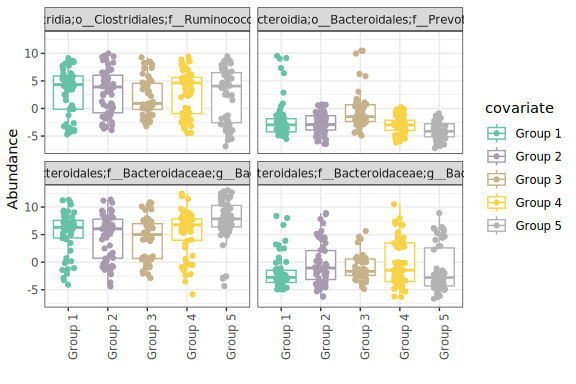 tridia;o__Clostridiales;f__Ruminococc
cteroidia;o__Bacteroidales;f__Prevot
10
5
0
-5
cteroidales;f__Bacteroidaceae;g__Bac
teroidales;f__Bacteroidaceae;g__Bac
10
5
0
-5
Abundance
Group 1
Group 2
Group 3
Group 4
Group 5
Group 1
Group 2
Group 3
Group 4
Group 5
covariate
Group 1
Group 2
Group 3
Group 4
Group 5